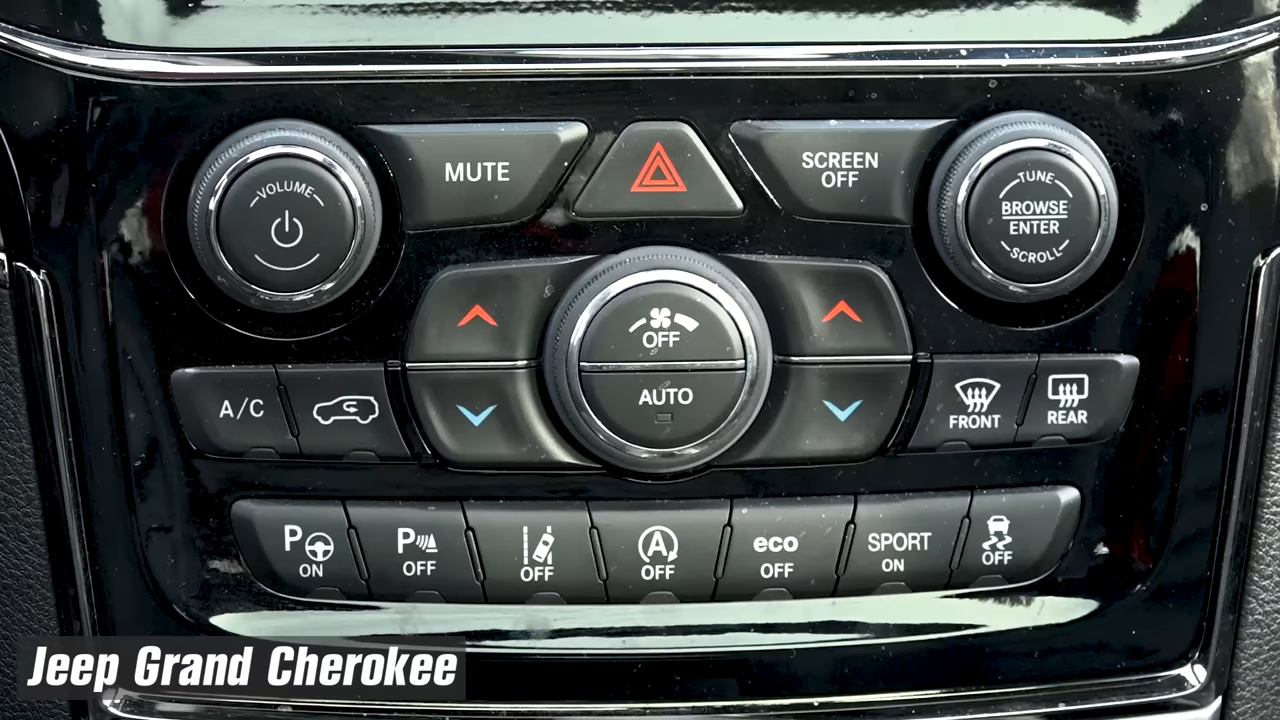 VOLUME
MUTE
SCREEN
OFF
TUNE
BROWSE
ENTER
SCROLL
OFF
AUTO
A/C
FRONT
REAR
P
ON
P
OFF
OFF
A
OFF
eco
OFF
SPORT
ON
OFF
Jeep Grand Cherokee